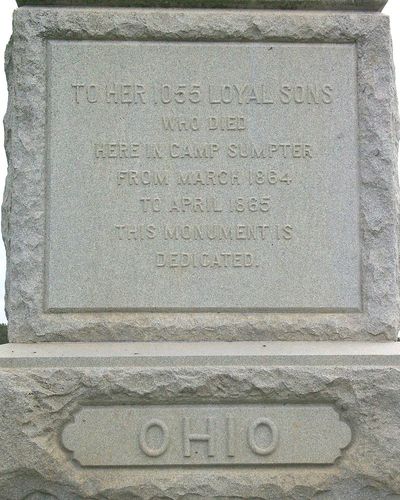 TO HER 1055 LOYAL SONS
WHO DIED
HERE IN CAMP SUMPTER
FROM MARCH 1864
TO APRIL 1865
THIS MONUMENT IS
DEDICATED.
OHIO